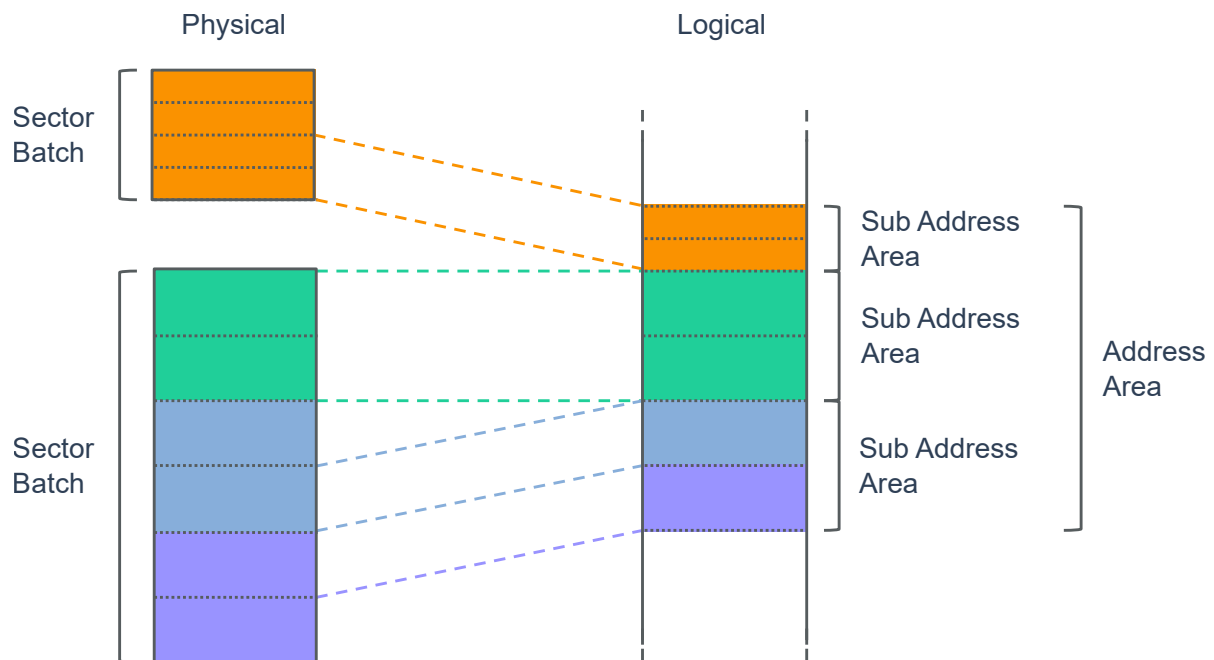 Physical
Logical
Sector
Batch
Sub Address
Area
Sub Address
Area
Address
Area
Sector
Batch
Sub Address
Area